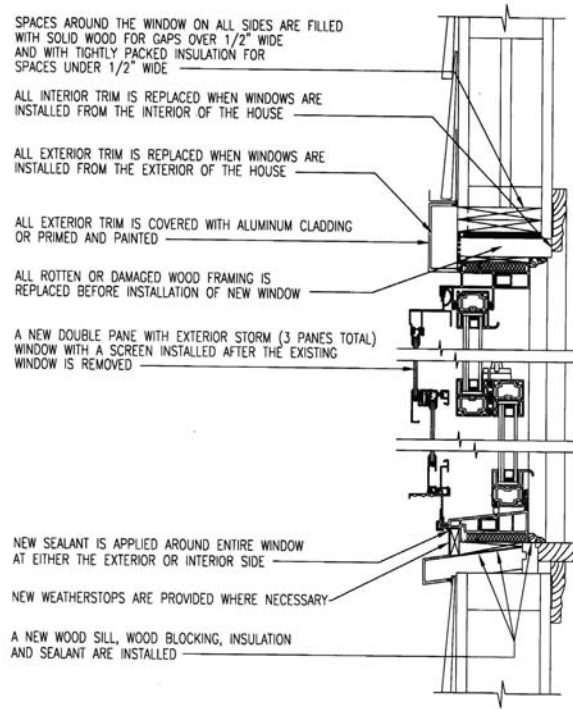 SPACES AROUND THE WINDOW ON ALL SIDES ARE FILLED
WITH SOLID WOOD FOR GAPS OVER 1/2" WIDE
AND WITH TIGHTLY PACKED INSULATION FOR
SPACES UNDER 1/2" WIDE
ALL INTERIOR TRIM IS REPLACED WHEN WINDOWS ARE
INSTALLED FROM THE INTERIOR OF THE HOUSE
ALL EXTERIOR TRIM IS REPLACED WHEN WINDOWS ARE
INSTALLED FROM THE EXTERIOR OF THE HOUSE
ALL EXTERIOR TRIM IS COVERED WITH ALUMINUM CLADDING
OR PRIMED AND PAINTED
ALL ROTTEN OR DAMAGED WOOD FRAMING IS
REPLACED BEFORE INSTALLATION OF NEW WINDOW
A NEW DOUBLE PANE WITH EXTERIOR STORM (3 PANES TOTAL)
WINDOW WITH A SCREEN INSTALLED AFTER THE EXISTING
WINDOW IS REMOVED
NEW SEALANT IS APPLIED AROUND ENTIRE WINDOW
AT EITHER THE EXTERIOR OR INTERIOR SIDE
NEW WEATHERSTOPS ARE PROVIDED WHERE NECESSARY
A NEW WOOD SILL, WOOD BLOCKING, INSULATION
AND SEALANT ARE INSTALLED